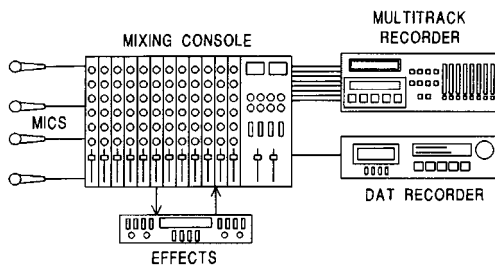 MULTITRACK
RECORDER
MIXING CONSOLE
MICS
DAT RECORDER
EFFECTS